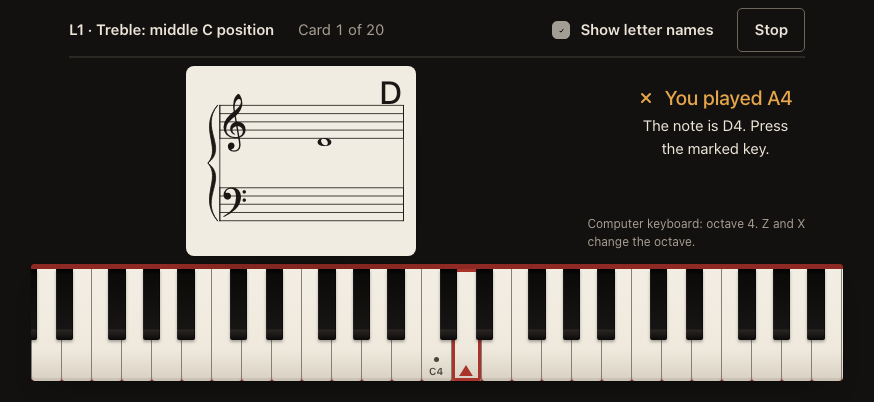 L1 · Treble: middle C position
Card 1 of 20
Show letter names
Stop
D
× You played A4
The note is D4. Press
the marked key.
Computer keyboard: octave 4. Z and X
change the octave.
C4